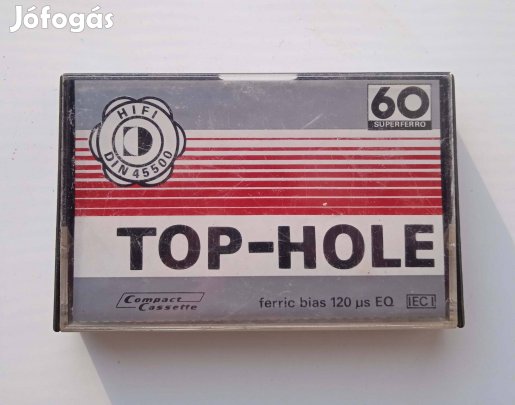 Jófogás
HIFI
DIN 45500
60
SUPERFERRO
TOP-HOLE
Compact
Cassette
ferric bias 120 µs EQ IEC I